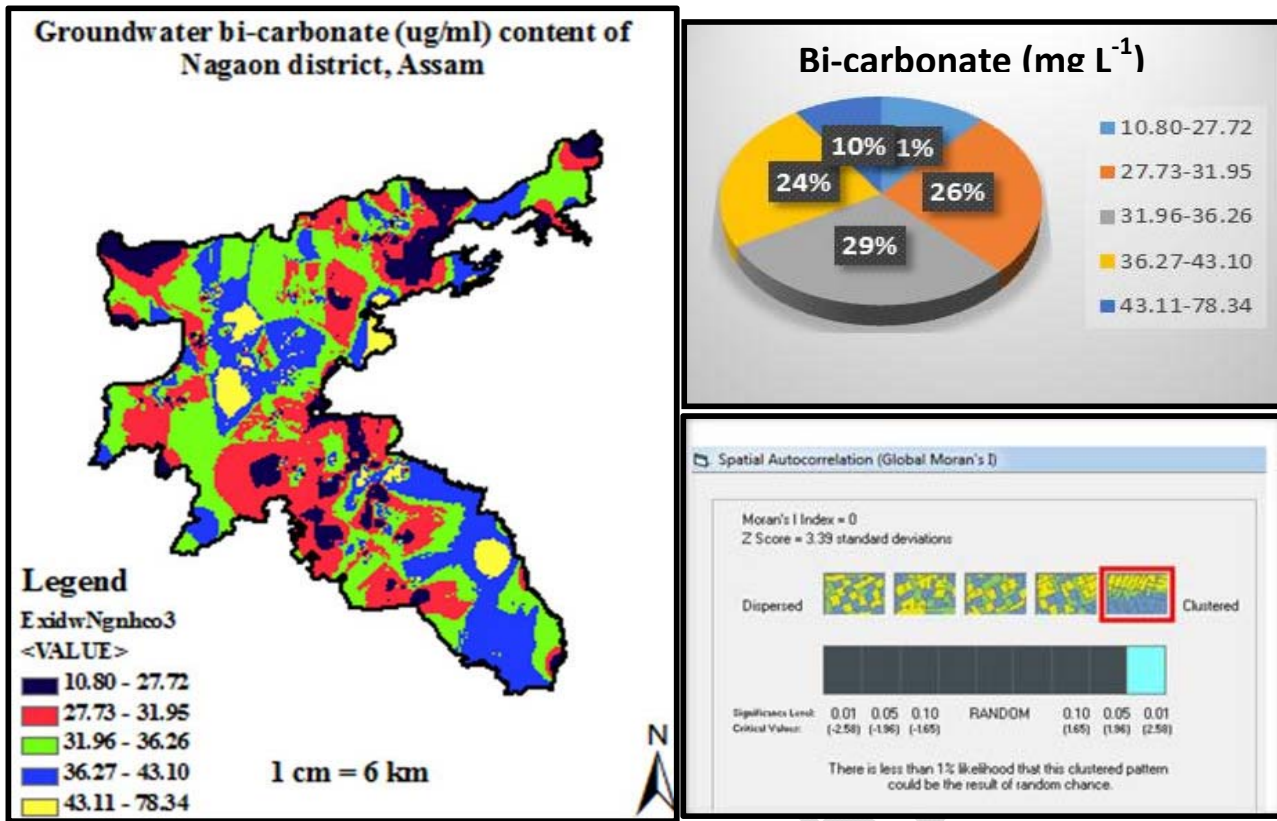 Groundwater bi-carbonate (ug/ml) content of
Nagaon district, Assam
Legend
ExidwNgnhco3
<VALUE>
10.80 - 27.72
27.73 - 31.95
31.96 - 36.26
36.27 - 43.10
43.11 - 78.34
1 cm = 6 km
N
Bi-carbonate (mg L⁻¹)
10%
1%
24%
26%
29%
10.80-27.72
27.73-31.95
31.96-36.26
36.27-43.10
43.11-78.34
Spatial Autocorrelation (Global Moran's I)
Moran's I Index = 0
Z Score = 3.39 standard deviations
Dispersed
Clustered
Significance Level: 0.01 0.05 0.10 RANDOM 0.10 0.05 0.01
Critical Values: (-2.58) (-1.96) (-1.65) (1.65) (1.96) (2.58)
There is less than 1% likelihood that this clustered pattern
could be the result of random chance.